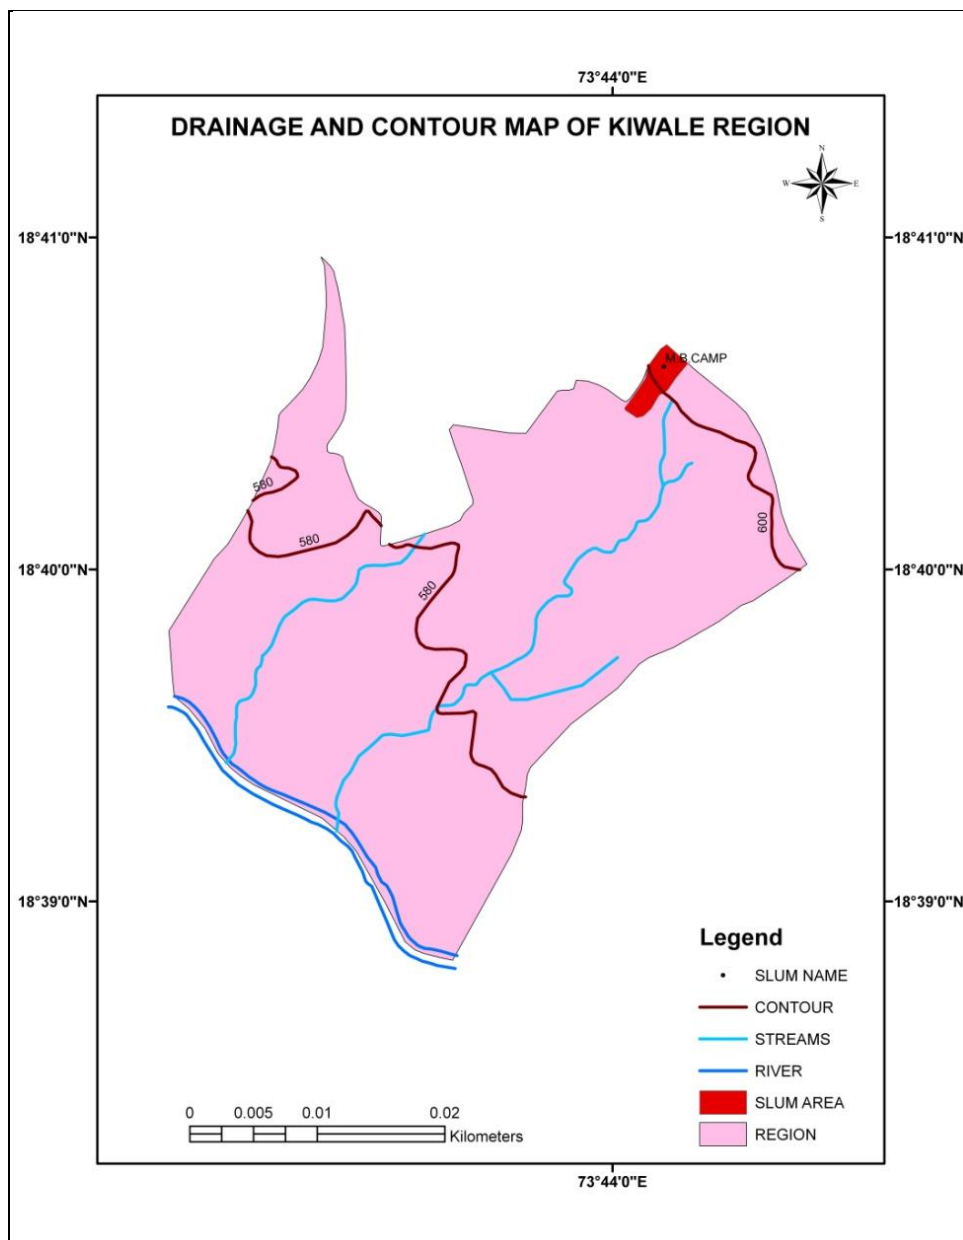 73°44'0"E
DRAINAGE AND CONTOUR MAP OF KIWALE REGION
N
W E
S
18°41'0"N 18°41'0"N
M.B.CAMP
580
580
600
18°40'0"N 18°40'0"N
580
18°39'0"N 18°39'0"N
Legend
SLUM NAME
CONTOUR
STREAMS
RIVER
SLUM AREA
REGION
0 0.005 0.01 0.02
Kilometers
73°44'0"E